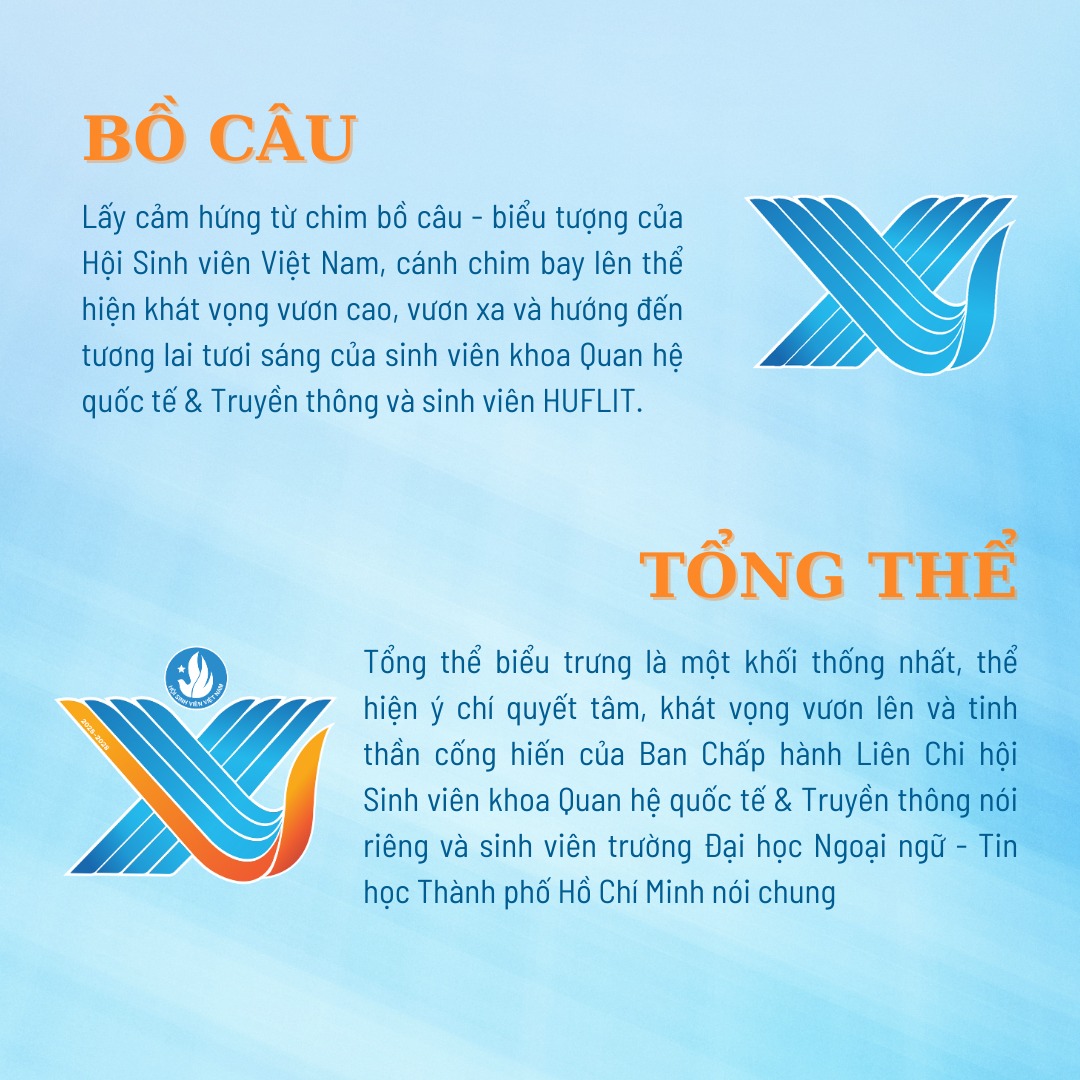 BỒ CÂU
Lấy cảm hứng từ chim bồ câu - biểu tượng của
Hội Sinh viên Việt Nam, cánh chim bay lên thể
hiện khát vọng vươn cao, vươn xa và hướng đến
tương lai tươi sáng của sinh viên khoa Quan hệ
quốc tế & Truyền thông và sinh viên HUFLIT.
TỔNG THỂ
Tổng thể biểu trưng là một khối thống nhất, thể
hiện ý chí quyết tâm, khát vọng vươn lên và tinh
thần cống hiến của Ban Chấp hành Liên Chi hội
Sinh viên khoa Quan hệ quốc tế & Truyền thông nói
riêng và sinh viên trường Đại học Ngoại ngữ - Tin
học Thành phố Hồ Chí Minh nói chung
HỘI SINH VIÊN VIỆT NAM